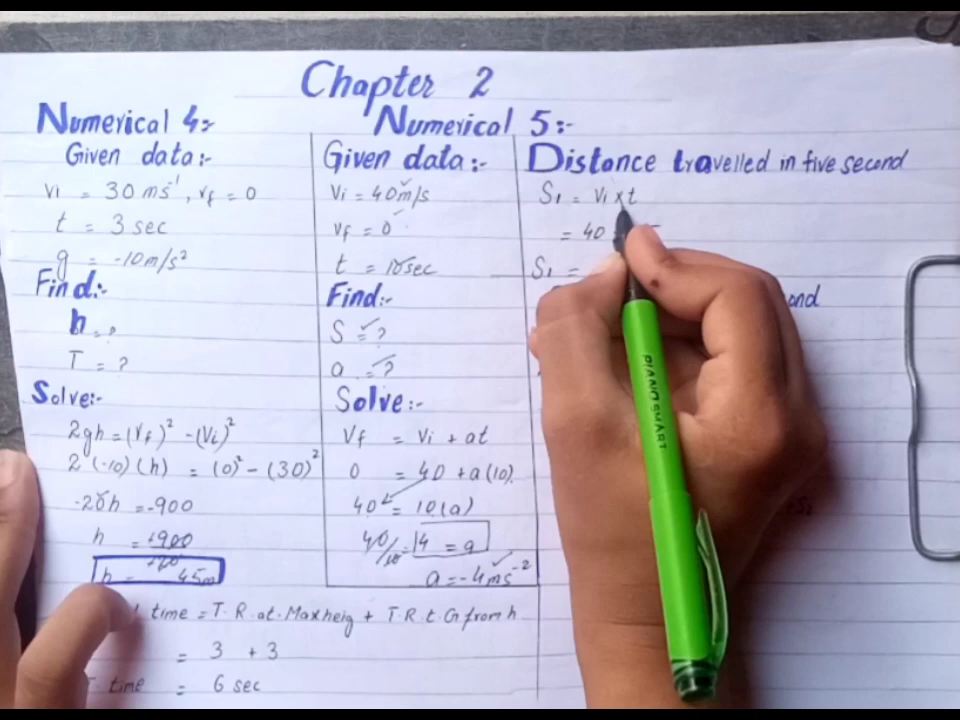 Chapter 2
Numerical 4:-
Given data:-
Vi = 30 ms⁻¹, Vf = 0
t = 3 sec
g = -10m/s²
Find:-
h = ?
T = ?
Solve:-
2gh = (Vf)² - (Vi)²
2 (-10) (h) = (0)² - (30)²
-20h = -900
h = +900
h = 45m
time = T.R.at.Maxheig + T.R.t.G from h
= 3 + 3
time = 6 sec
Numerical 5:-
Given data:-
Vi = 40m/s
Vf = 0
t = 10sec
Find:-
S = ?
a = ?
Solve:-
Vf = Vi + at
0 = 40 + a(10)
40 = 10(a)
40/10 = 4 = a
a = -4ms⁻²
Distance travelled in five second
S₁ = Vi x t
= 40
S₁ =
PIANO SMART